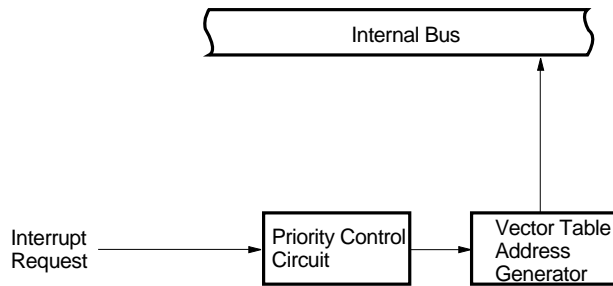 Internal Bus
Interrupt
Request
Priority Control
Circuit
Vector Table
Address
Generator